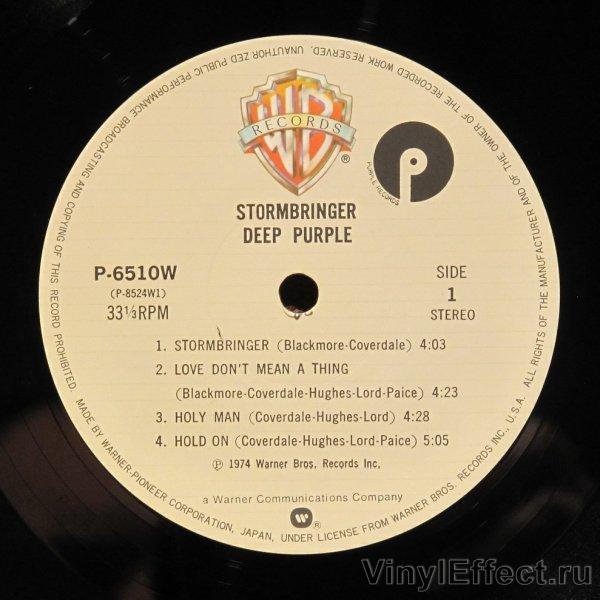 ALL RIGHTS OF THE MANUFACTURER AND OF THE OWNER OF THE RECORDED WORK RESERVED. UNAUTHORIZED PUBLIC PERFORMANCE BROADCASTING AND COPYING OF THIS RECORD PROHIBITED.
WB
RECORDS
®
p
PURPLE RECORDS
STORMBRINGER
DEEP PURPLE
P-6510W
(P-8524W1)
33⅓RPM
SIDE
1
STEREO
1. STORMBRINGER (Blackmore-Coverdale) 4:03
2. LOVE DON'T MEAN A THING
(Blackmore-Coverdale-Hughes-Lord-Paice) 4:23
3. HOLY MAN (Coverdale-Hughes-Lord) 4:28
4. HOLD ON (Coverdale-Hughes-Lord-Paice) 5:05
℗ 1974 Warner Bros. Records Inc.
a Warner Communications Company
®
MADE BY WARNER-PIONEER CORPORATION, JAPAN, UNDER LICENSE FROM WARNER BROS. RECORDS INC., U.S.A.
VinylEffect.ru